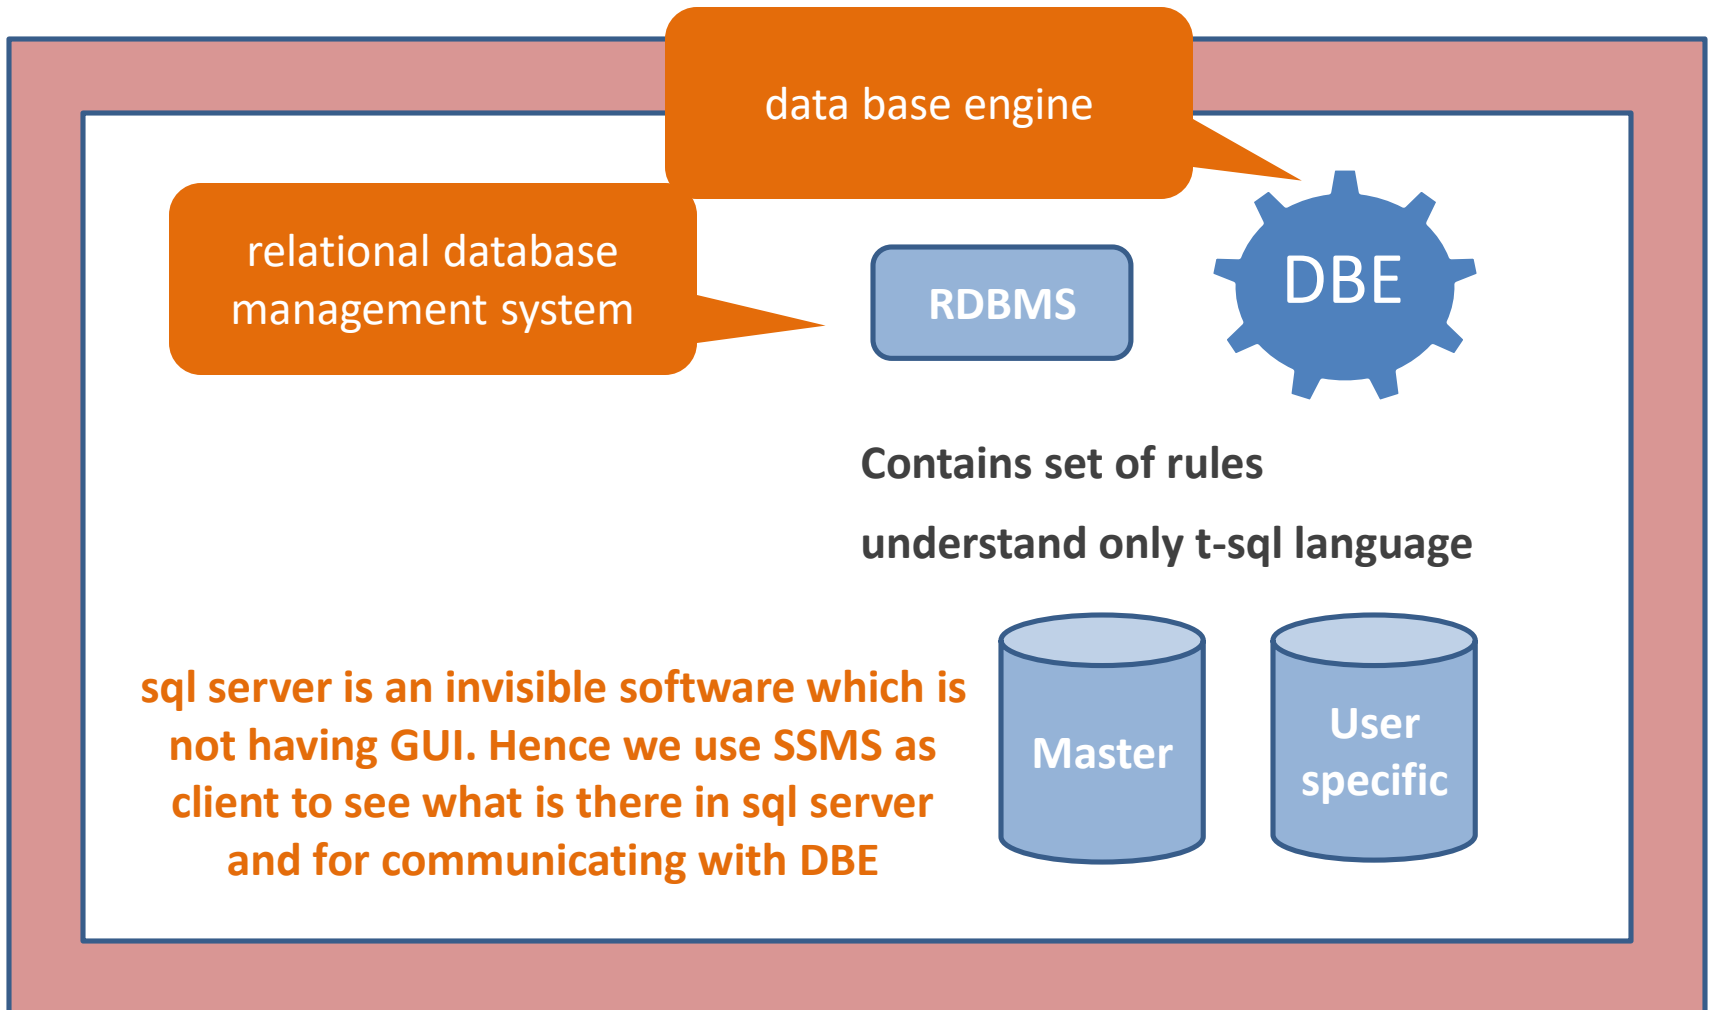 data base engine
relational database
management system
RDBMS
DBE
Contains set of rules
understand only t-sql language
sql server is an invisible software which is
not having GUI. Hence we use SSMS as
client to see what is there in sql server
and for communicating with DBE
Master
User
specific